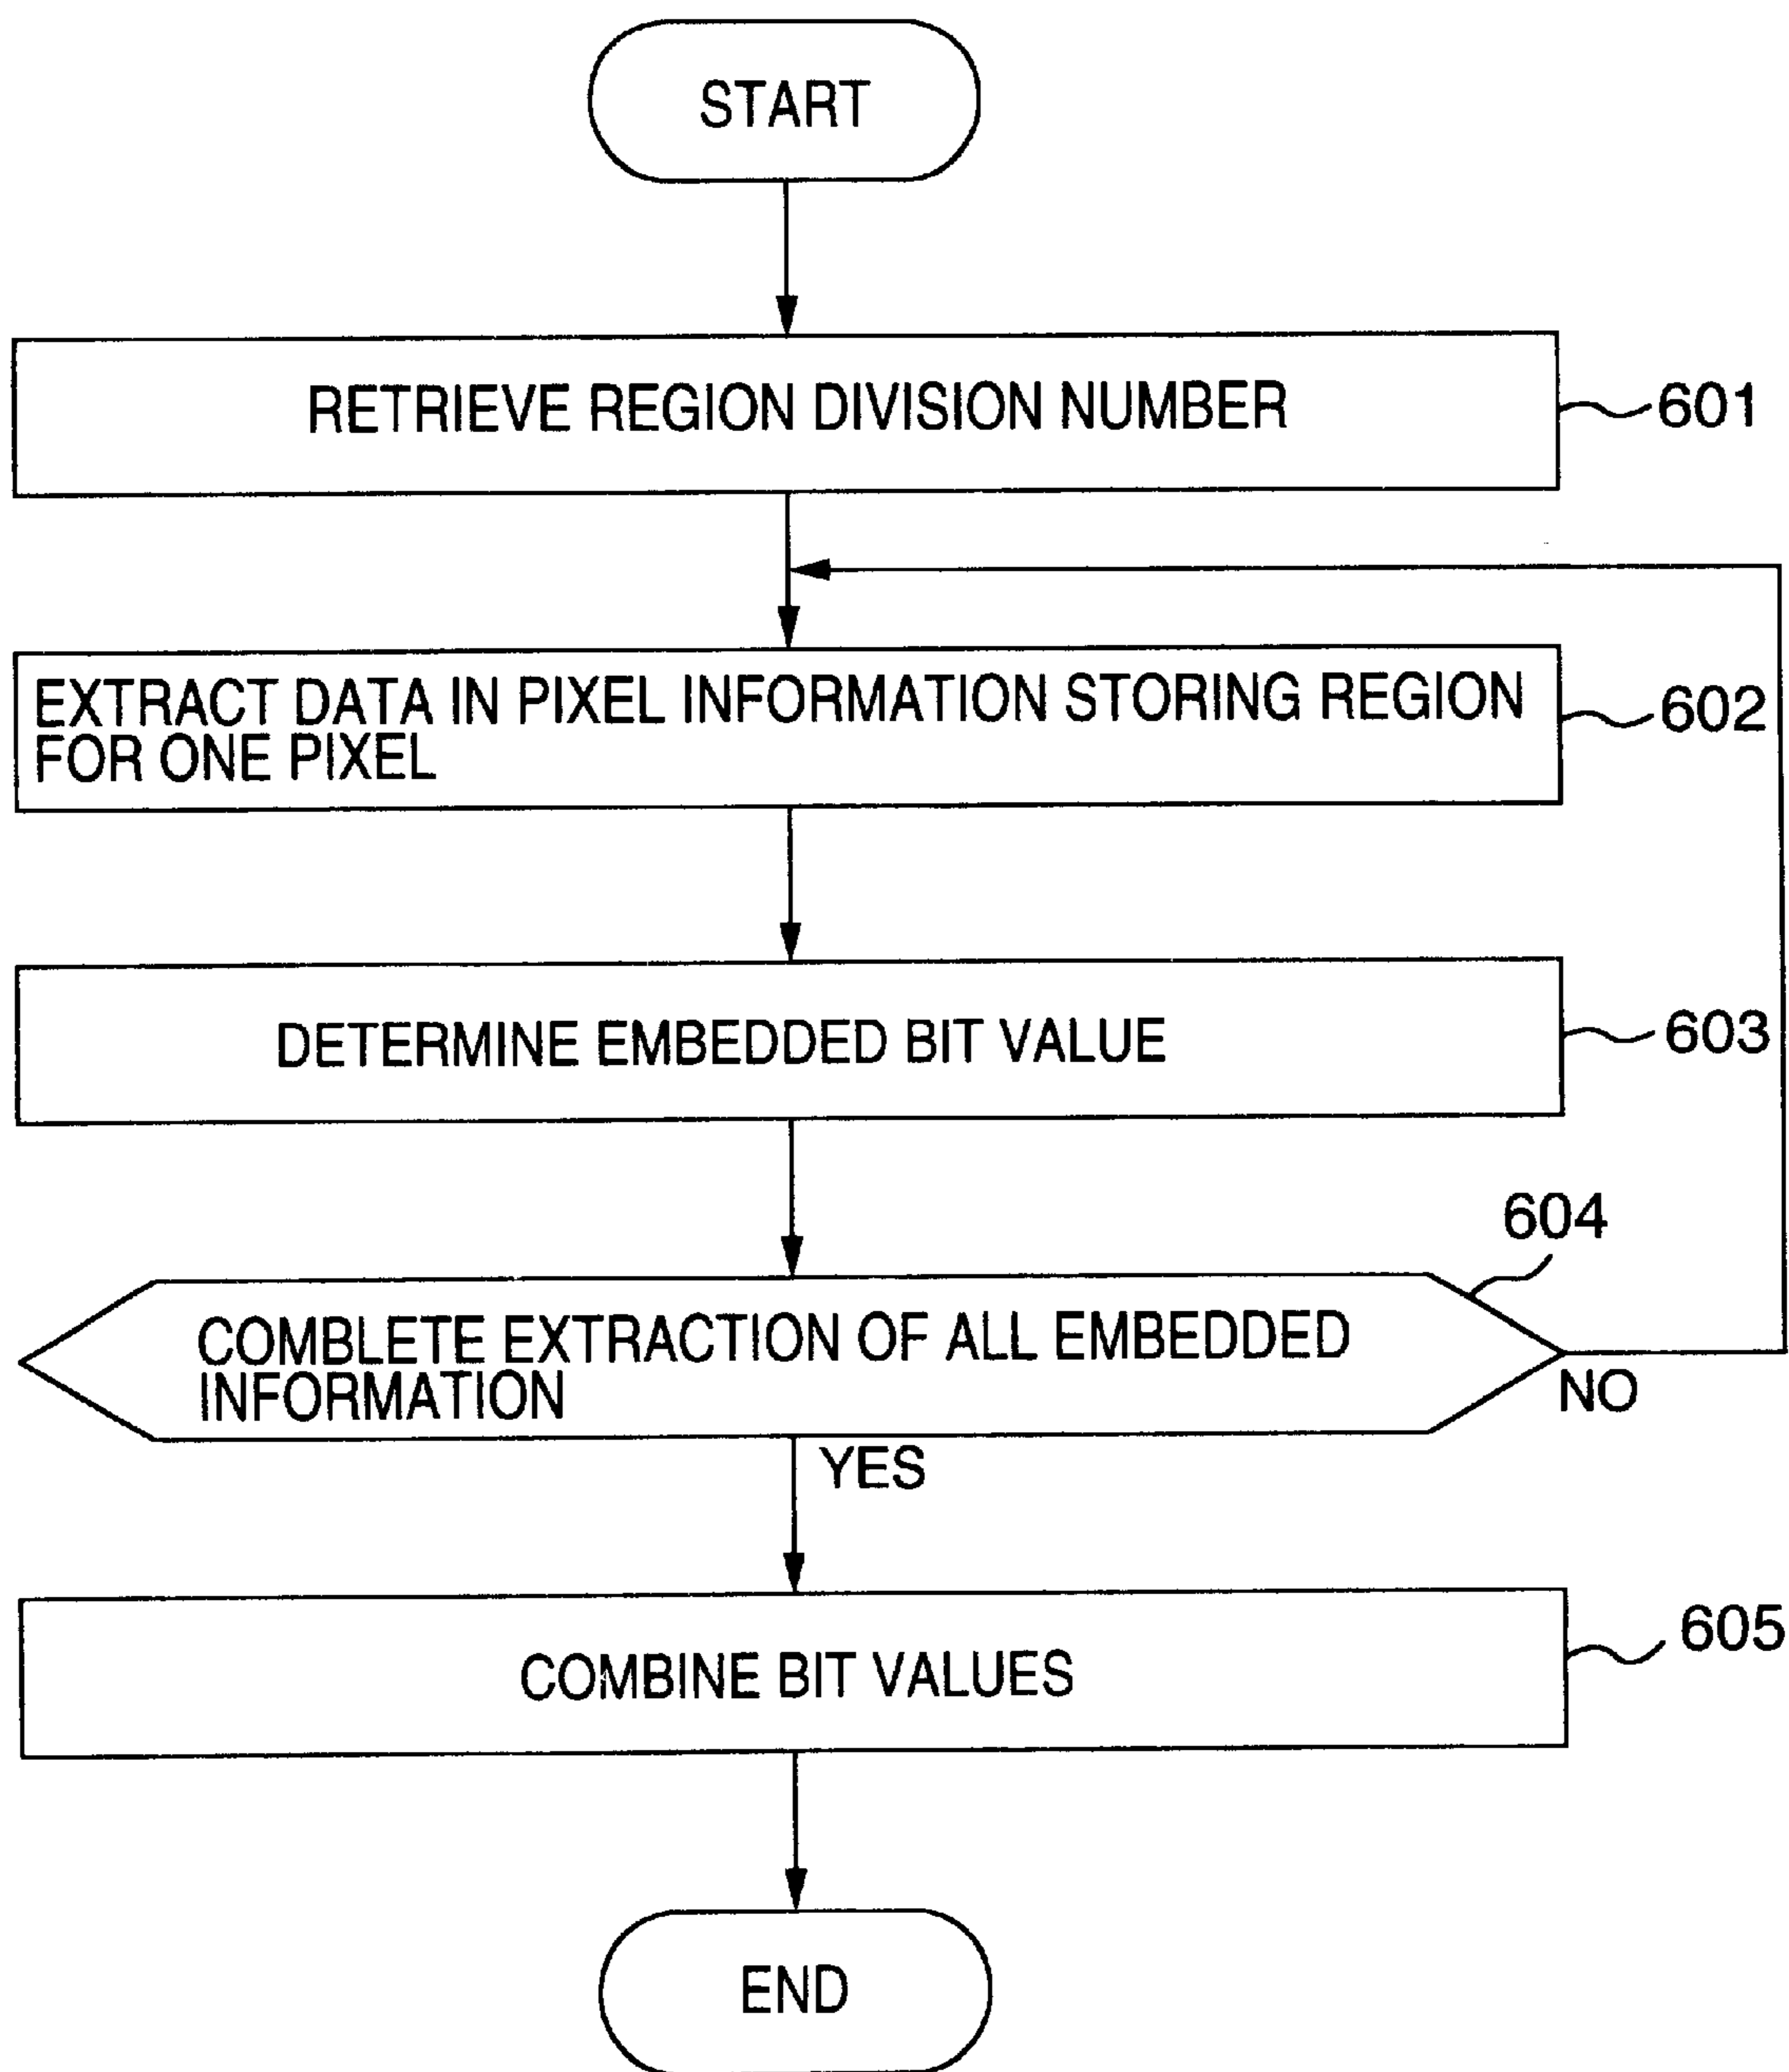 START
RETRIEVE REGION DIVISION NUMBER
601
EXTRACT DATA IN PIXEL INFORMATION STORING REGION
FOR ONE PIXEL
602
DETERMINE EMBEDDED BIT VALUE
603
604
COMBLETE EXTRACTION OF ALL EMBEDDED
INFORMATION
NO
YES
COMBINE BIT VALUES
605
END